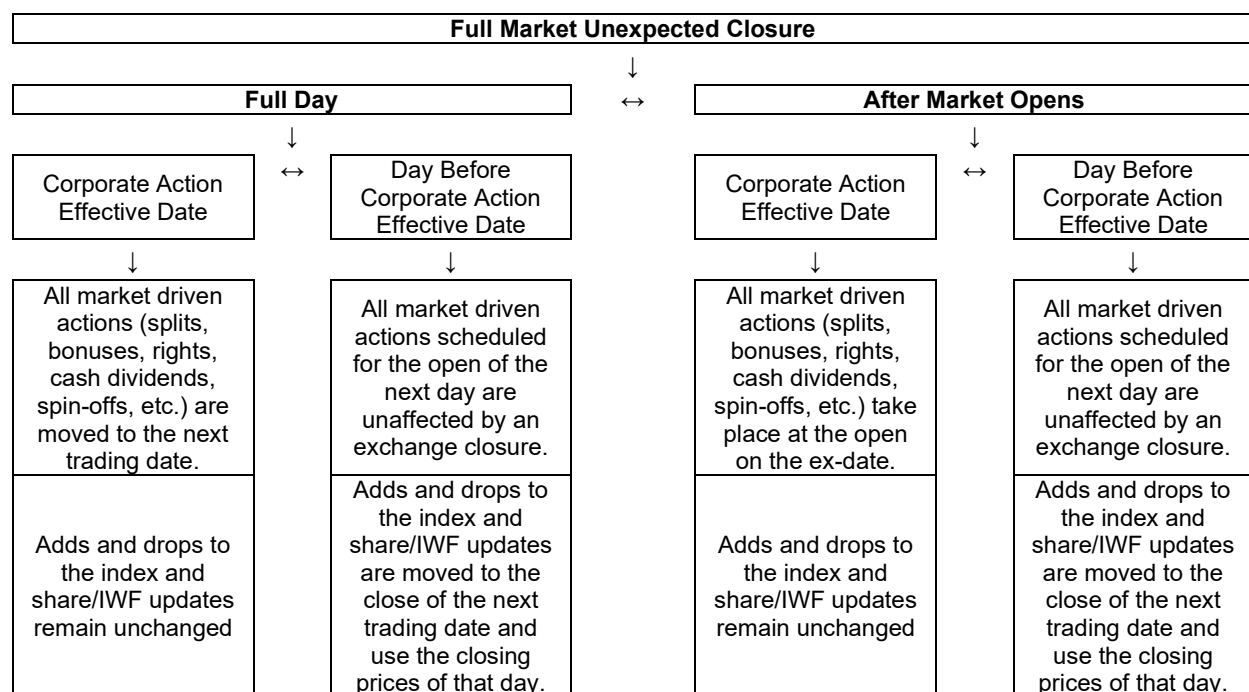 Full Market Unexpected Closure
↓
Full Day
↔
After Market Opens
↓
↓
Corporate Action
Effective Date
↔
Day Before
Corporate Action
Effective Date
Corporate Action
Effective Date
↔
Day Before
Corporate Action
Effective Date
↓
↓
↓
↓
All market driven
actions (splits,
bonuses, rights,
cash dividends,
spin-offs, etc.) are
moved to the next
trading date.
All market driven
actions scheduled
for the open of the
next day are
unaffected by an
exchange closure.
All market driven
actions (splits,
bonuses, rights,
cash dividends,
spin-offs, etc.) take
place at the open
on the ex-date.
All market driven
actions scheduled
for the open of the
next day are
unaffected by an
exchange closure.
Adds and drops to
the index and
share/IWF updates
remain unchanged
Adds and drops to
the index and
share/IWF updates
are moved to the
close of the next
trading date and
use the closing
prices of that day.
Adds and drops to
the index and
share/IWF updates
remain unchanged
Adds and drops to
the index and
share/IWF updates
are moved to the
close of the next
trading date and
use the closing
prices of that day.